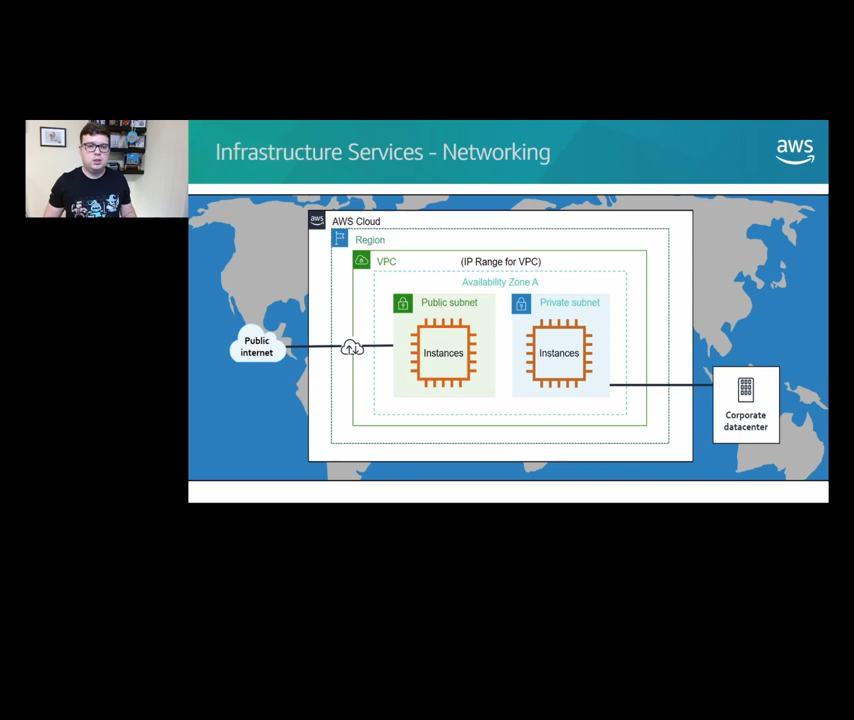 Infrastructure Services - Networking
aws
aws
AWS Cloud
Region
VPC
(IP Range for VPC)
Availability Zone A
Public subnet
Private subnet
Instances
Instances
Public
internet
Corporate
datacenter